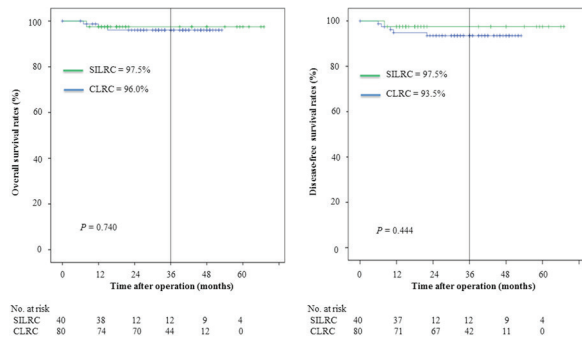 100
80
60
40
20
0
Overall survival rates (%)
SILRC = 97.5%
CLRC = 96.0%
P = 0.740
0 12 24 36 48 60
Time after operation (months)
No. at risk
SILRC 40 38 12 12 9 4
CLRC 80 74 70 44 12 0
100
80
60
40
20
0
Disease-free survival rates (%)
SILRC = 97.5%
CLRC = 93.5%
P = 0.444
0 12 24 36 48 60
Time after operation (months)
No. at risk
SILRC 40 37 12 12 9 4
CLRC 80 71 67 42 11 0